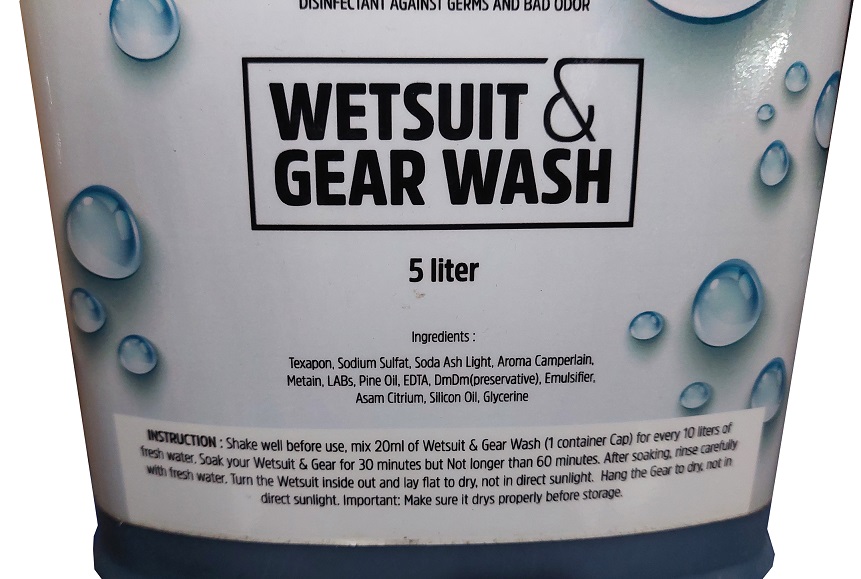 DISINFECTANT AGAINST GERMS AND BAD ODOR
WETSUIT &
GEAR WASH
5 liter
Ingredients :
Texapon, Sodium Sulfat, Soda Ash Light, Aroma Camperlain,
Metain, LABs, Pine Oil, EDTA, DmDm(preservative), Emulsifier,
Asam Citrium, Silicon Oil, Glycerine
INSTRUCTION : Shake well before use, mix 20ml of Wetsuit & Gear Wash (1 container Cap) for every 10 liters of
fresh water. Soak your Wetsuit & Gear for 30 minutes but Not longer than 60 minutes. After soaking, rinse carefully
with fresh water. Turn the Wetsuit inside out and lay flat to dry, not in direct sunlight. Hang the Gear to dry, not in
direct sunlight. Important: Make sure it drys properly before storage.